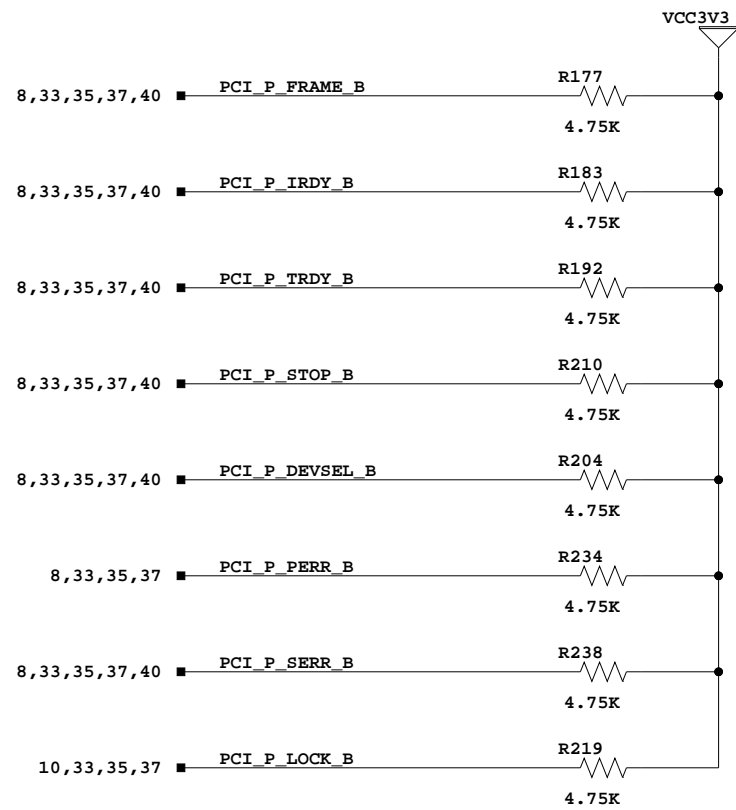 VCC3V3
R177
8,33,35,37,40 PCI_P_FRAME_B
4.75K
R183
8,33,35,37,40 PCI_P_IRDY_B
4.75K
R192
8,33,35,37,40 PCI_P_TRDY_B
4.75K
R210
8,33,35,37,40 PCI_P_STOP_B
4.75K
R204
8,33,35,37,40 PCI_P_DEVSEL_B
4.75K
R234
8,33,35,37 PCI_P_PERR_B
4.75K
R238
8,33,35,37,40 PCI_P_SERR_B
4.75K
R219
10,33,35,37 PCI_P_LOCK_B
4.75K